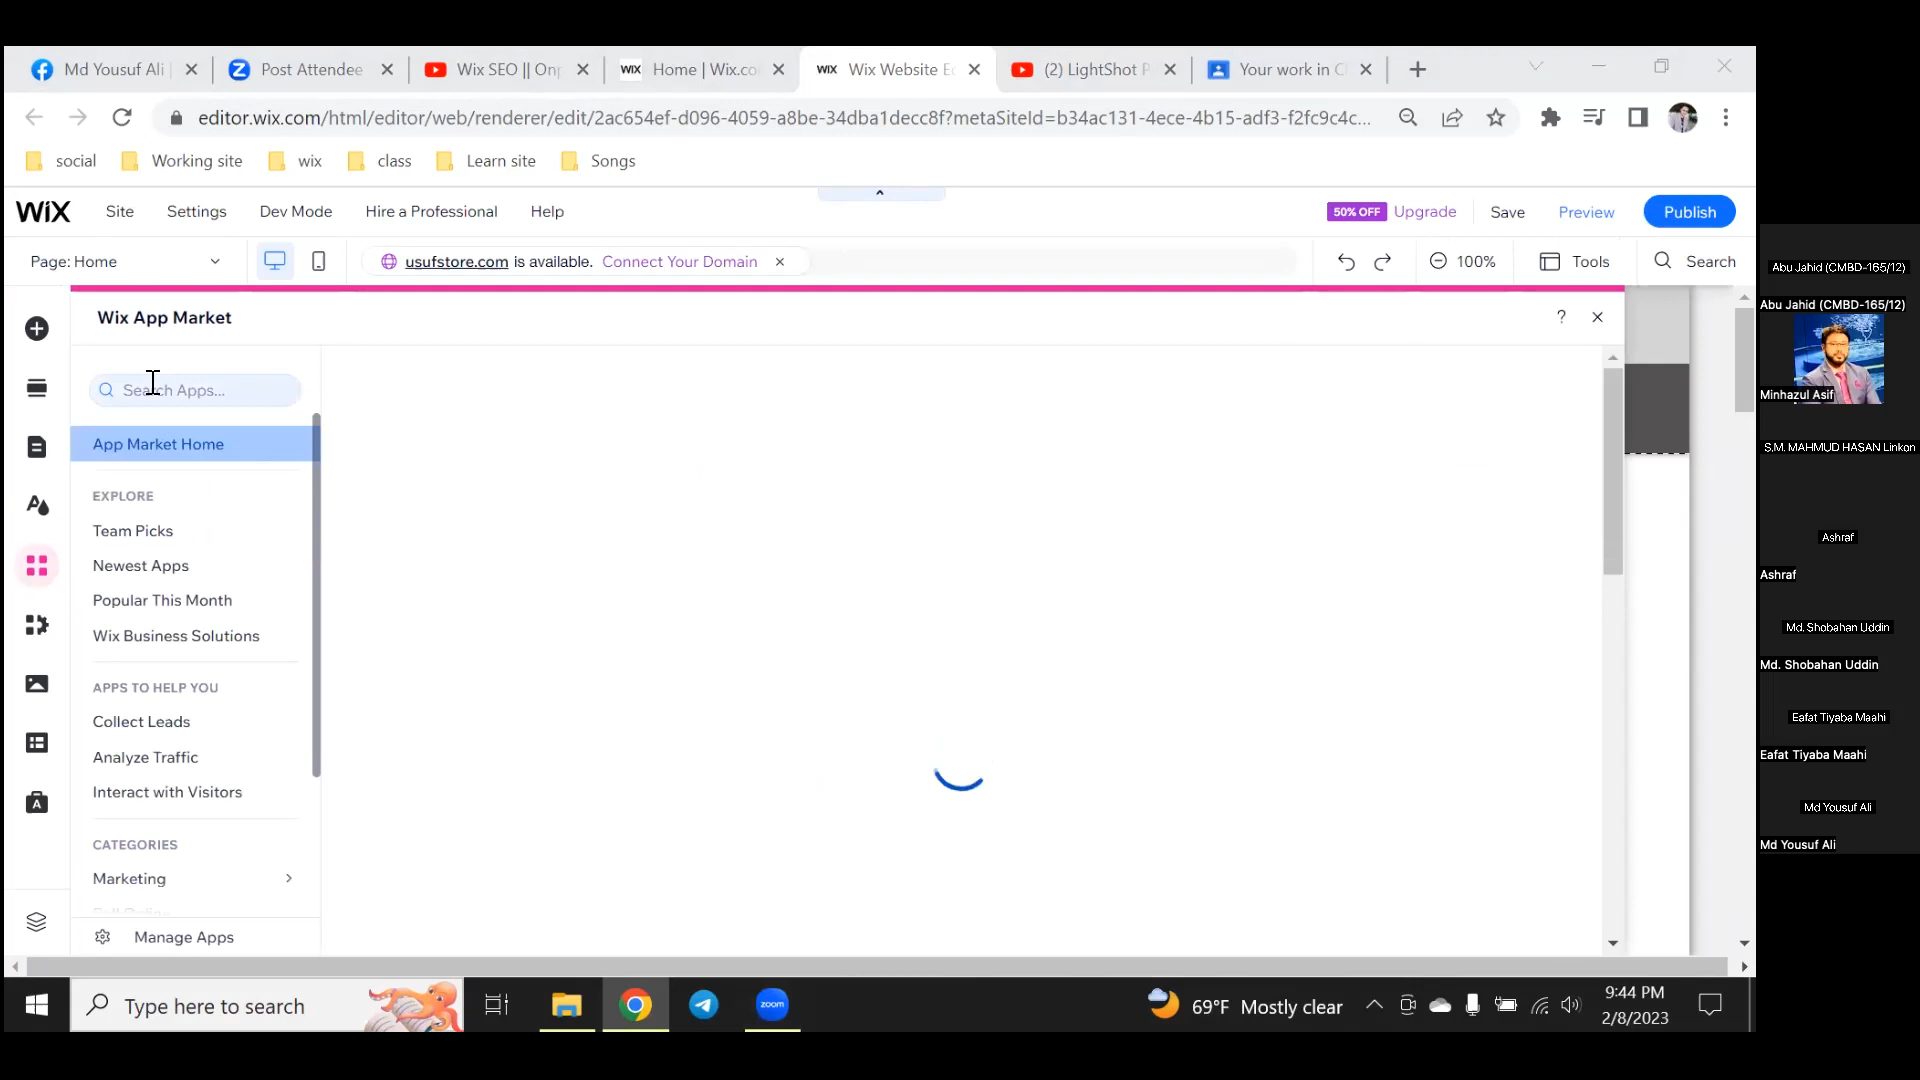 Md Yousuf Ali
Post Attendee
Wix SEO || Onp
WIX Home | Wix.co
WIX Wix Website Ed
(2) LightShot P
Your work in Cl
editor.wix.com/html/editor/web/renderer/edit/2ac654ef-d096-4059-a8be-34dba1decc8f?metaSiteId=b34ac131-4ece-4b15-adf3-f2fc9c4c...
social
Working site
wix
class
Learn site
Songs
WiX
Site
Settings
Dev Mode
Hire a Professional
Help
50% OFF
Upgrade
Save
Preview
Publish
Page: Home
usufstore.com is available. Connect Your Domain
100%
Tools
Search
Wix App Market
?
Search Apps...
App Market Home
EXPLORE
Team Picks
Newest Apps
Popular This Month
Wix Business Solutions
APPS TO HELP YOU
Collect Leads
Analyze Traffic
Interact with Visitors
CATEGORIES
Marketing
Manage Apps
Abu Jahid (CMBD-165/12)
Abu Jahid (CMBD-165/12)
Minhazul Asif
S.M. MAHMUD HASAN Linkon
Ashraf
Ashraf
Md. Shobahan Uddin
Md. Shobahan Uddin
Eafat Tiyaba Maahi
Eafat Tiyaba Maahi
Md Yousuf Ali
Md Yousuf Ali
Type here to search
zoom
69°F Mostly clear
9:44 PM
2/8/2023